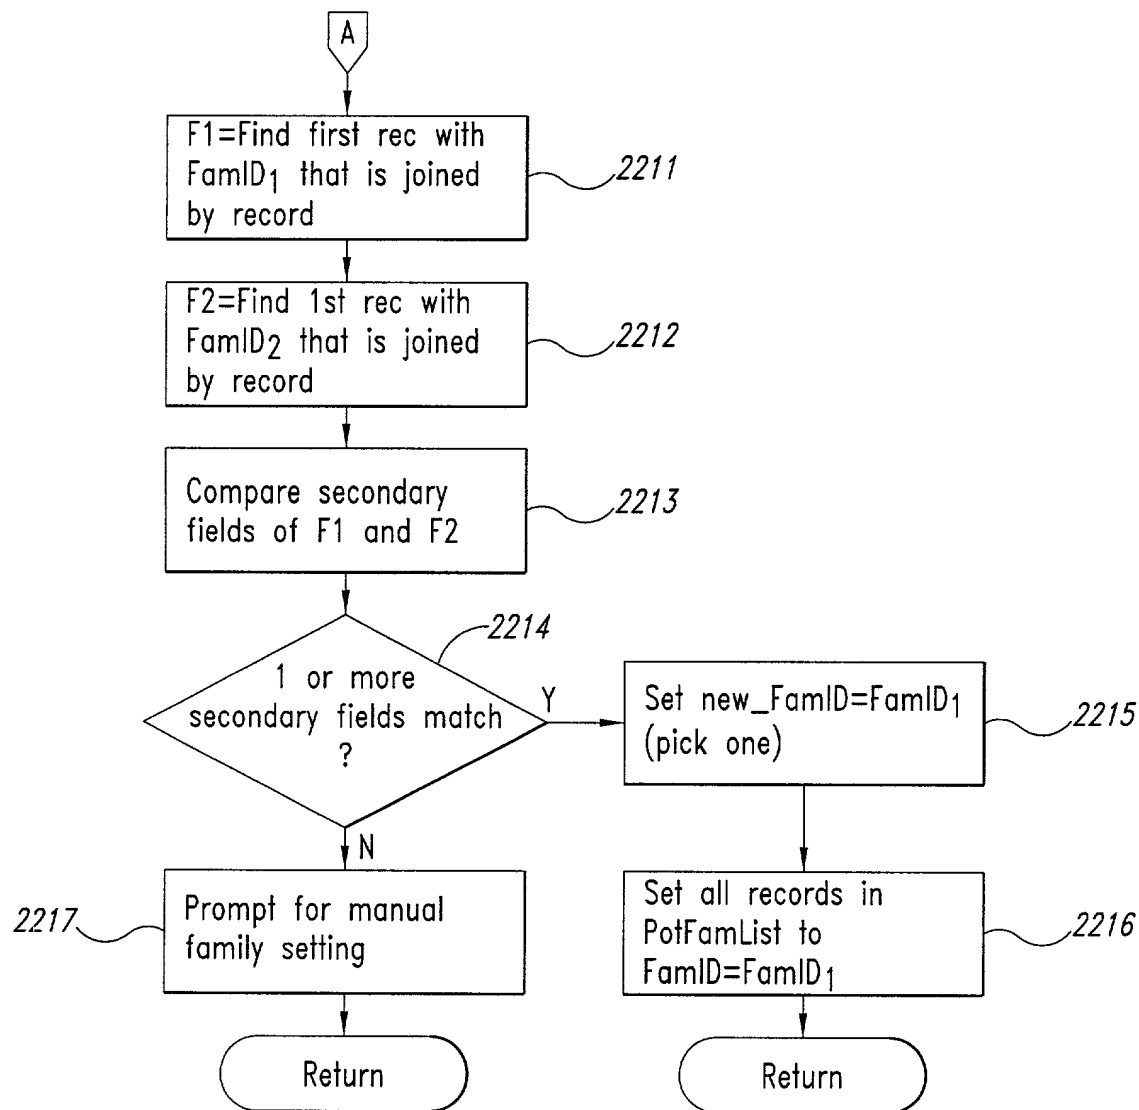 A
F1=Find first rec with
FamID1 that is joined
by record
2211
F2=Find 1st rec with
FamID2 that is joined
by record
2212
Compare secondary
fields of F1 and F2
2213
2214
1 or more
secondary fields match
?
Y
N
Set new_FamID=FamID1
(pick one)
2215
Set all records in
PotFamList to
FamID=FamID1
2216
2217
Prompt for manual
family setting
Return
Return